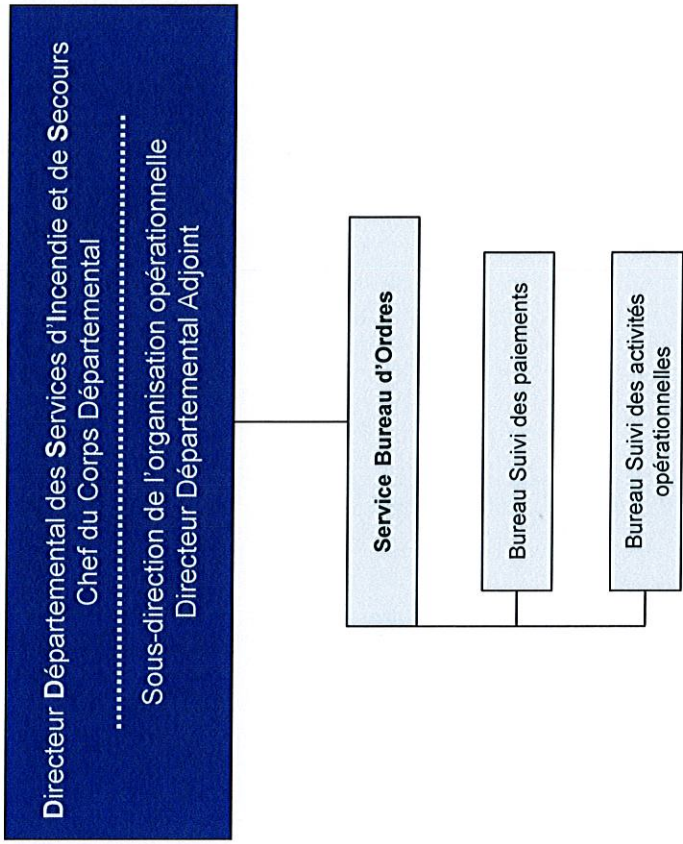 Directeur Départemental des Services d'Incendie et de Secours
Chef du Corps Départemental
Sous-direction de l'organisation opérationnelle
Directeur Département Adjoint
Service Bureau d'Ordres
Bureau Suivi des paiements
Bureau Suivi des activités
opérationnelles